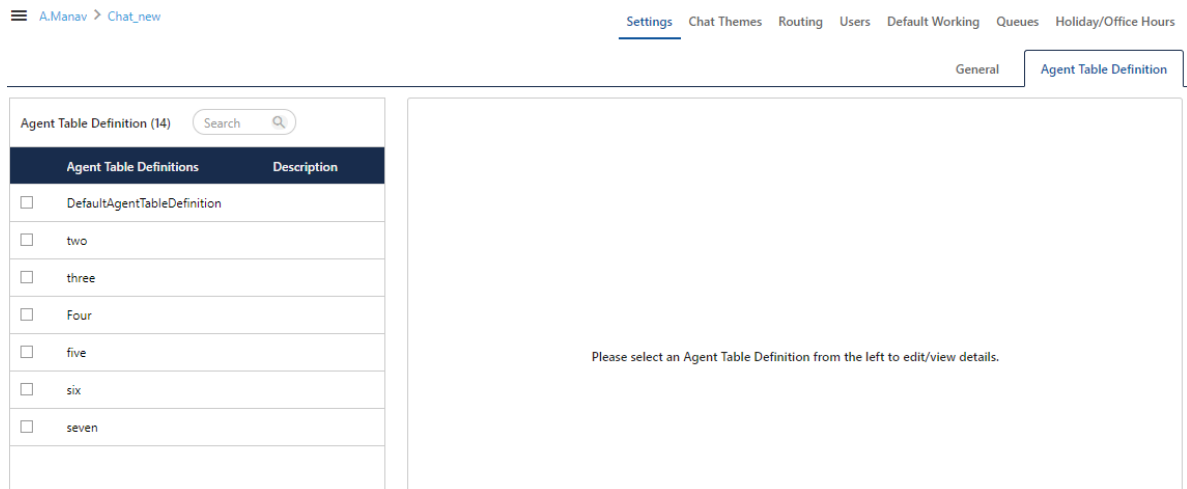 A.Manav > Chat_new
Settings Chat Themes Routing Users Default Working Queues Holiday/Office Hours
General Agent Table Definition
Agent Table Definition (14) Search
Agent Table Definitions Description
DefaultAgentTableDefinition
two
three
Four
five
six
seven
Please select an Agent Table Definition from the left to edit/view details.